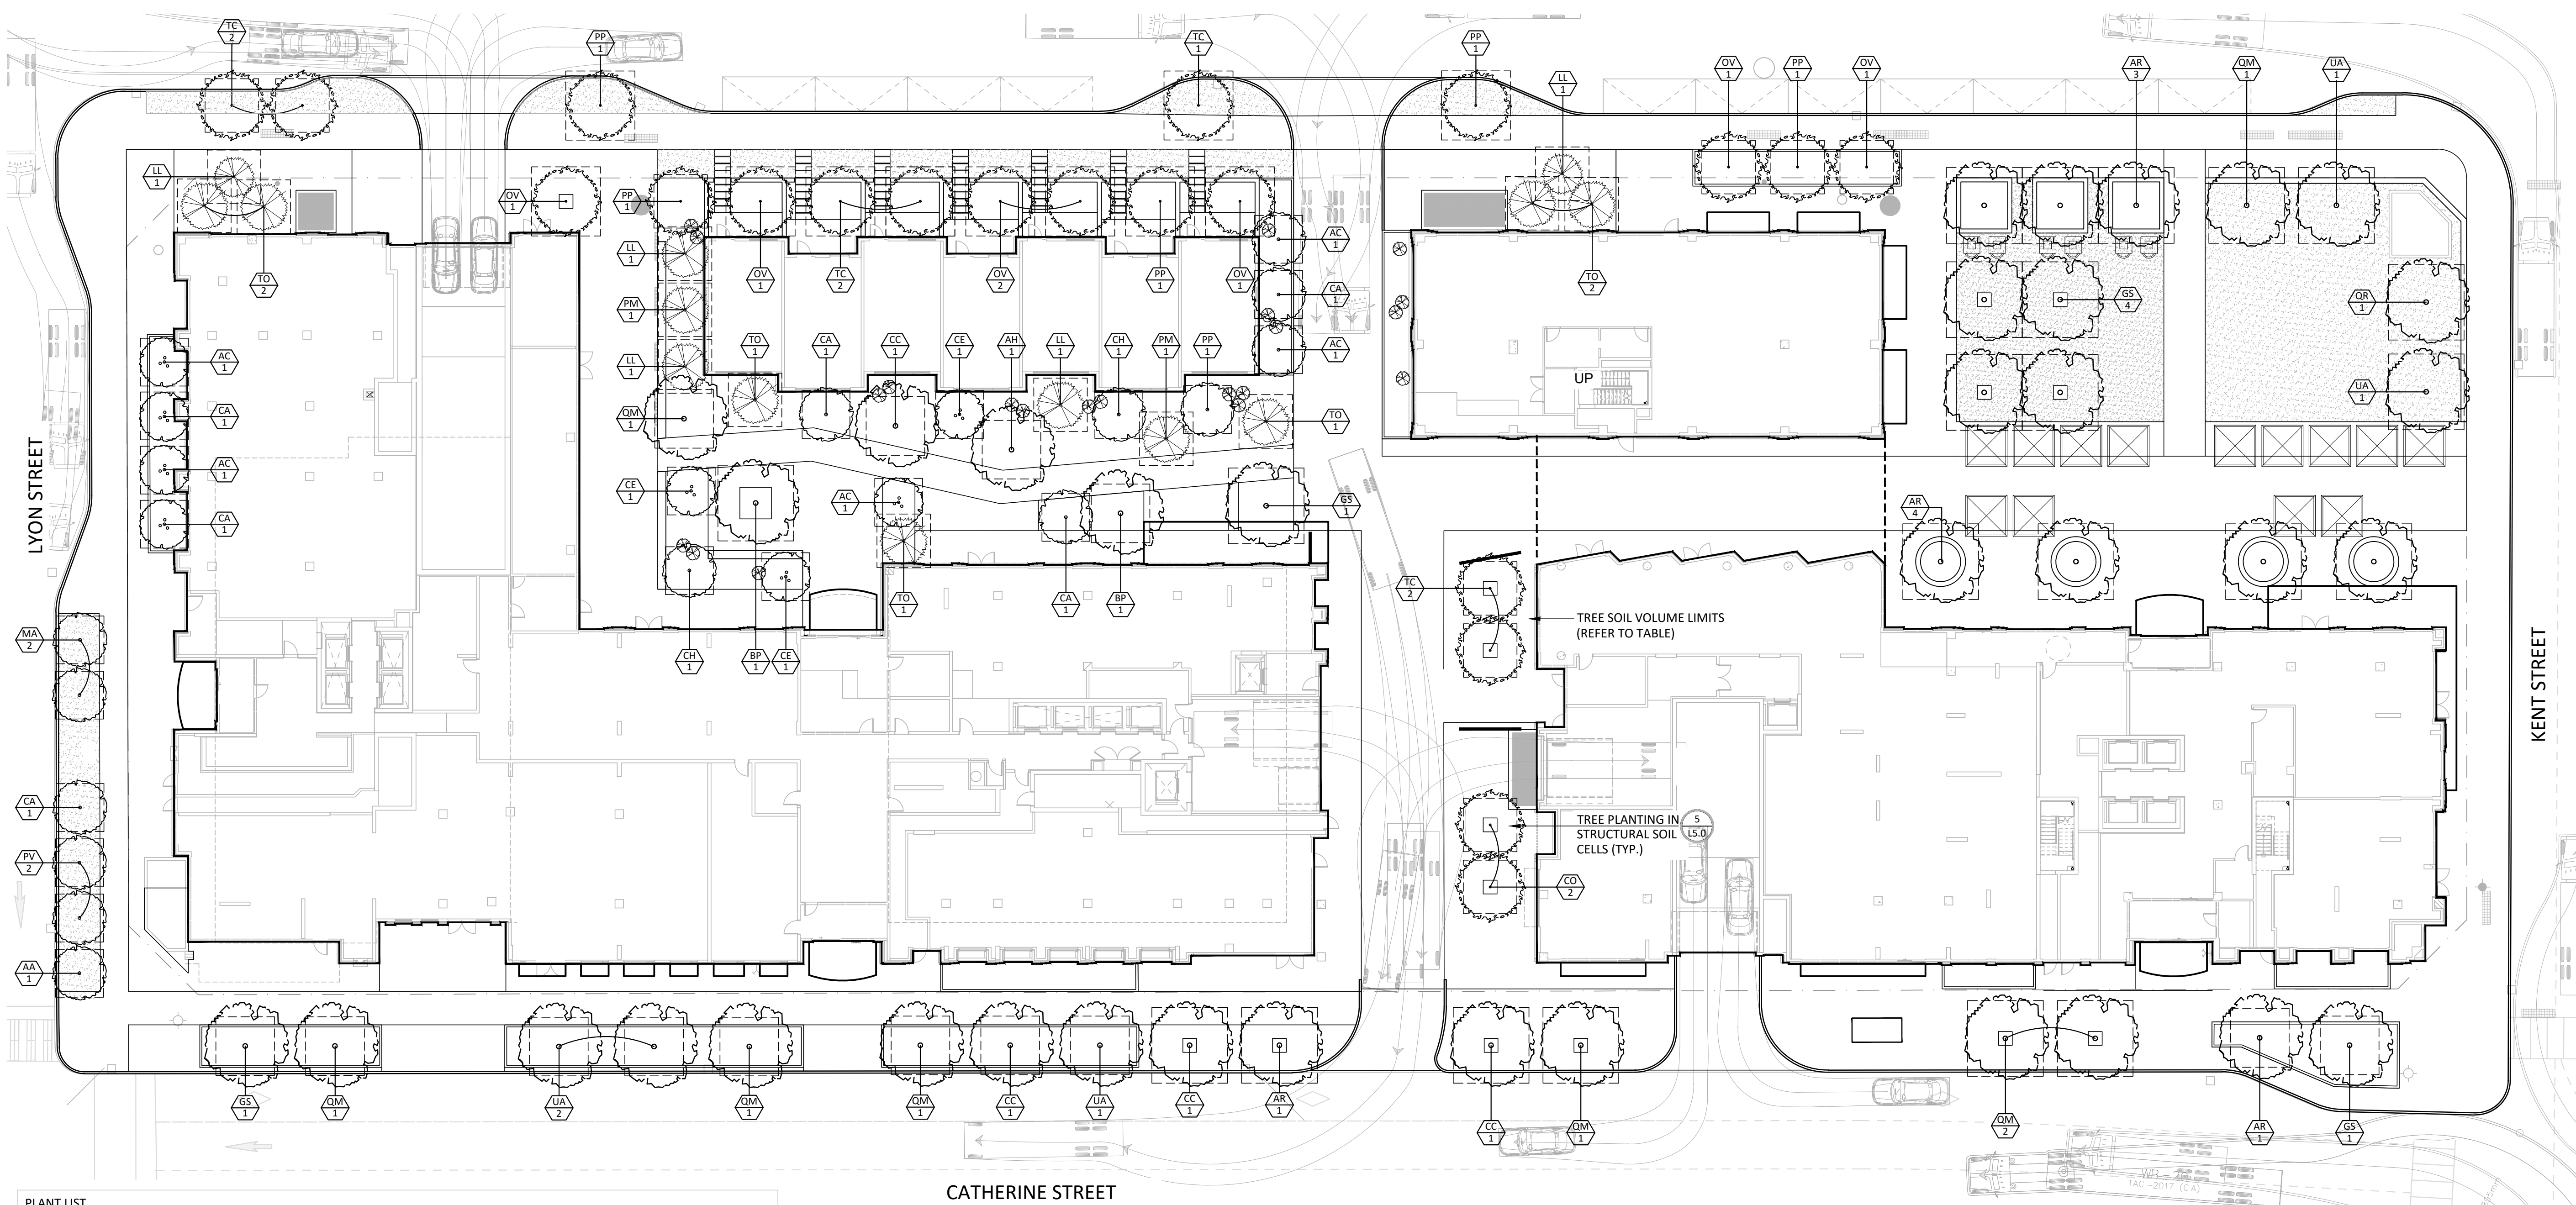 TC
2
PP
1
TC
1
PP
1
LL
1
OV
1
PP
1
OV
1
AR
3
QM
1
UA
1
LL
1
OV
1
PP
1
TO
2
LL
1
OV
1
TC
2
OV
2
PP
1
OV
1
AC
1
CA
1
AC
1
TO
2
GS
4
QR
1
UA
1
PM
1
LL
1
TO
1
CA
1
CC
1
CE
1
AH
1
LL
1
CH
1
PM
1
PP
1
TO
1
UP
AC
1
CA
1
AC
1
CA
1
QM
1
CE
1
AC
1
GS
1
AR
4
LYON STREET
TC
2
TO
1
CA
1
BP
1
TREE SOIL VOLUME LIMITS
(REFER TO TABLE)
CH
1
BP
1
CE
1
MA
2
KENT STREET
CA
1
PV
2
AA
1
TREE PLANTING IN
STRUCTURAL SOIL
CELLS (TYP.)
5
L5.0
CO
2
GS
1
QM
1
UA
2
QM
1
QM
1
CC
1
UA
1
CC
1
AR
1
CC
1
QM
1
QM
2
AR
1
GS
1
CATHERINE STREET
WB-20
TAC-2017 (CA)
PLANT LIST